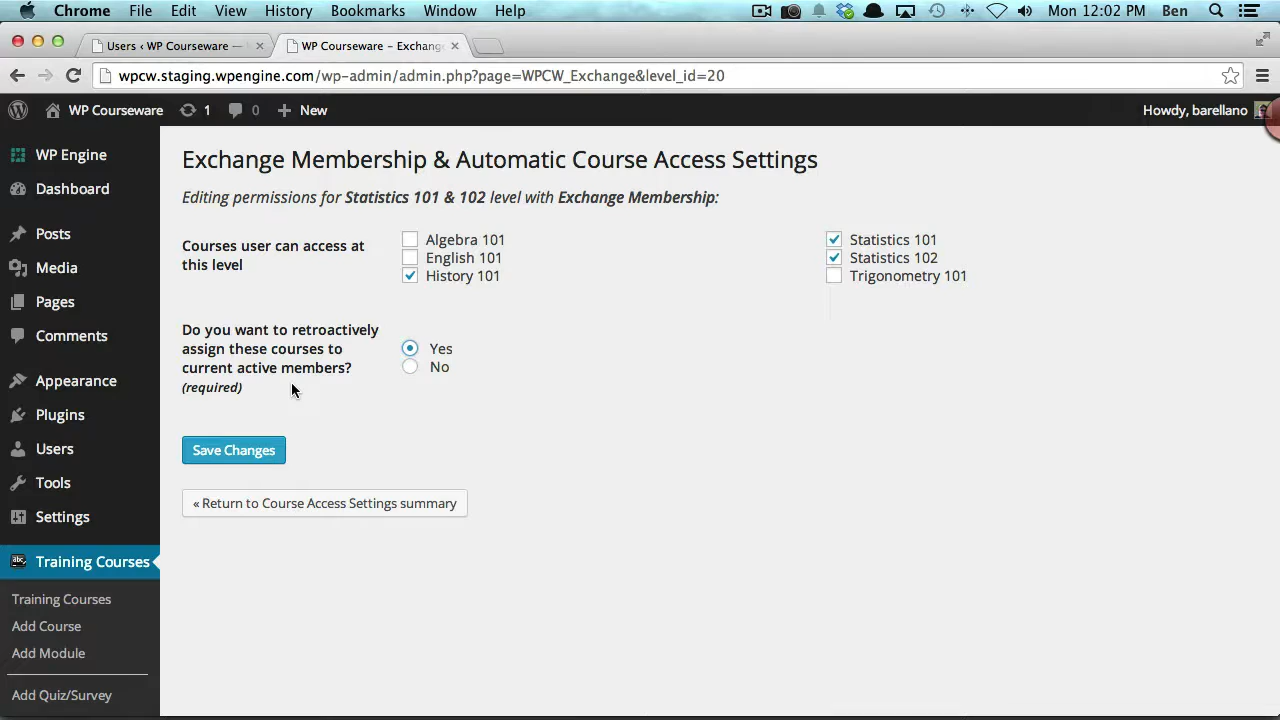 Chrome File Edit View History Bookmarks Window Help Mon 12:02 PM Ben
Users ‹ WP Courseware — WP Courseware – Exchange
wpcw.staging.wpengine.com/wp-admin/admin.php?page=WPCW_Exchange&level_id=20
WP Courseware 1 0 New Howdy, barellano
WP Engine
Dashboard
Posts
Media
Pages
Comments
Appearance
Plugins
Users
Tools
Settings
Training Courses
Training Courses
Add Course
Add Module
Add Quiz/Survey
Exchange Membership & Automatic Course Access Settings
Editing permissions for Statistics 101 & 102 level with Exchange Membership:
Courses user can access at
this level
Algebra 101
English 101
History 101
Statistics 101
Statistics 102
Trigonometry 101
Do you want to retroactively
assign these courses to
current active members?
(required)
Yes
No
Save Changes
« Return to Course Access Settings summary